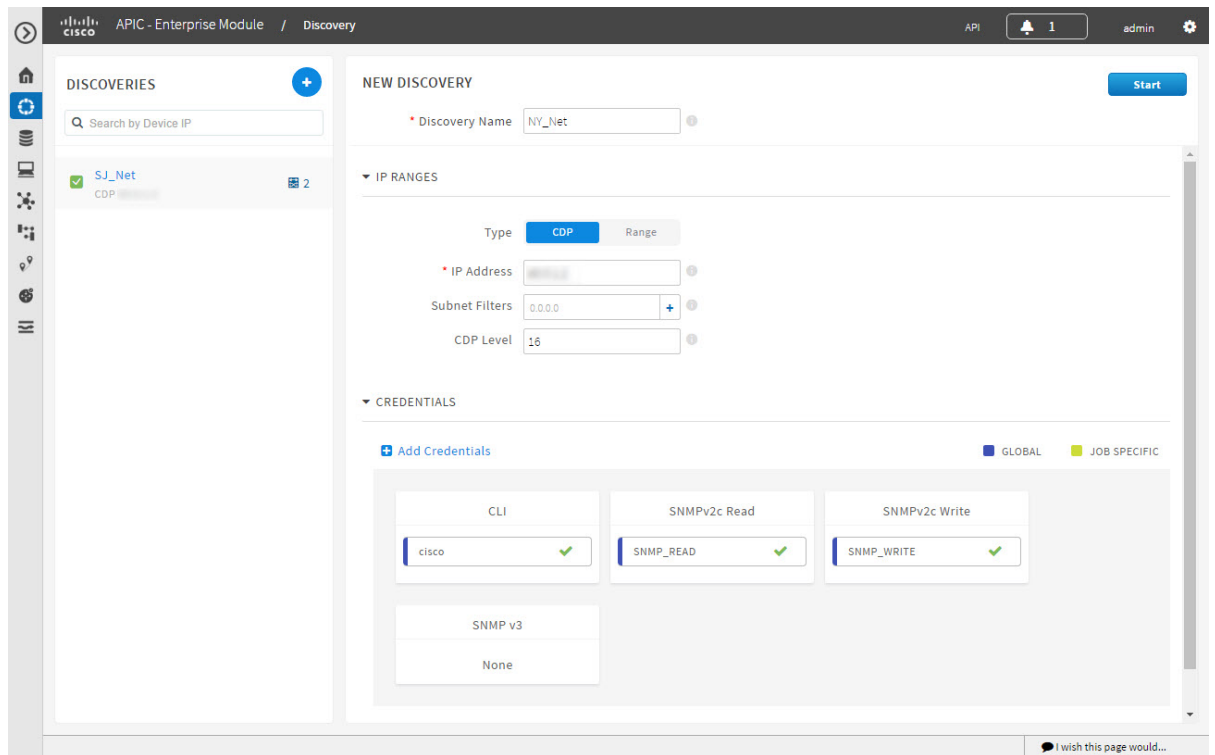 cisco APIC - Enterprise Module / Discovery API 1 admin
DISCOVERIES
Search by Device IP
SJ_Net 2
CDP
NEW DISCOVERY Start
* Discovery Name NY_Net
IP RANGES
Type CDP Range
* IP Address
Subnet Filters 0.0.0.0 +
CDP Level 16
CREDENTIALS
Add Credentials GLOBAL JOB SPECIFIC
CLI SNMPv2c Read SNMPv2c Write
cisco SNMP_READ SNMP_WRITE
SNMP v3
None
I wish this page would...